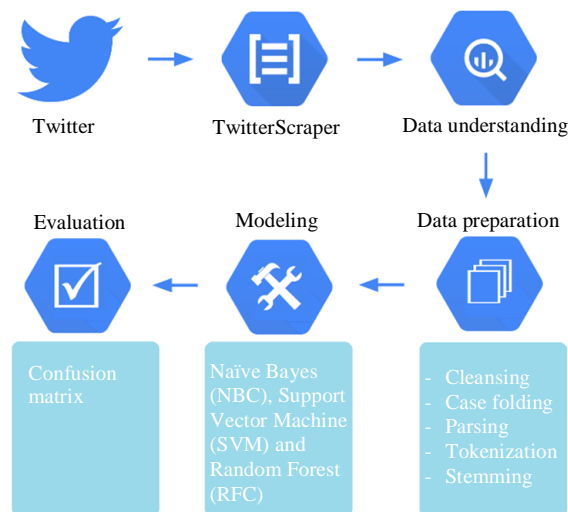 Twitter
TwitterScraper
Data understanding
Evaluation
Modeling
Data preparation
Confusion
matrix
Naïve Bayes
(NBC), Support
Vector Machine
(SVM) and
Random Forest
(RFC)
- Cleansing
- Case folding
- Parsing
- Tokenization
- Stemming